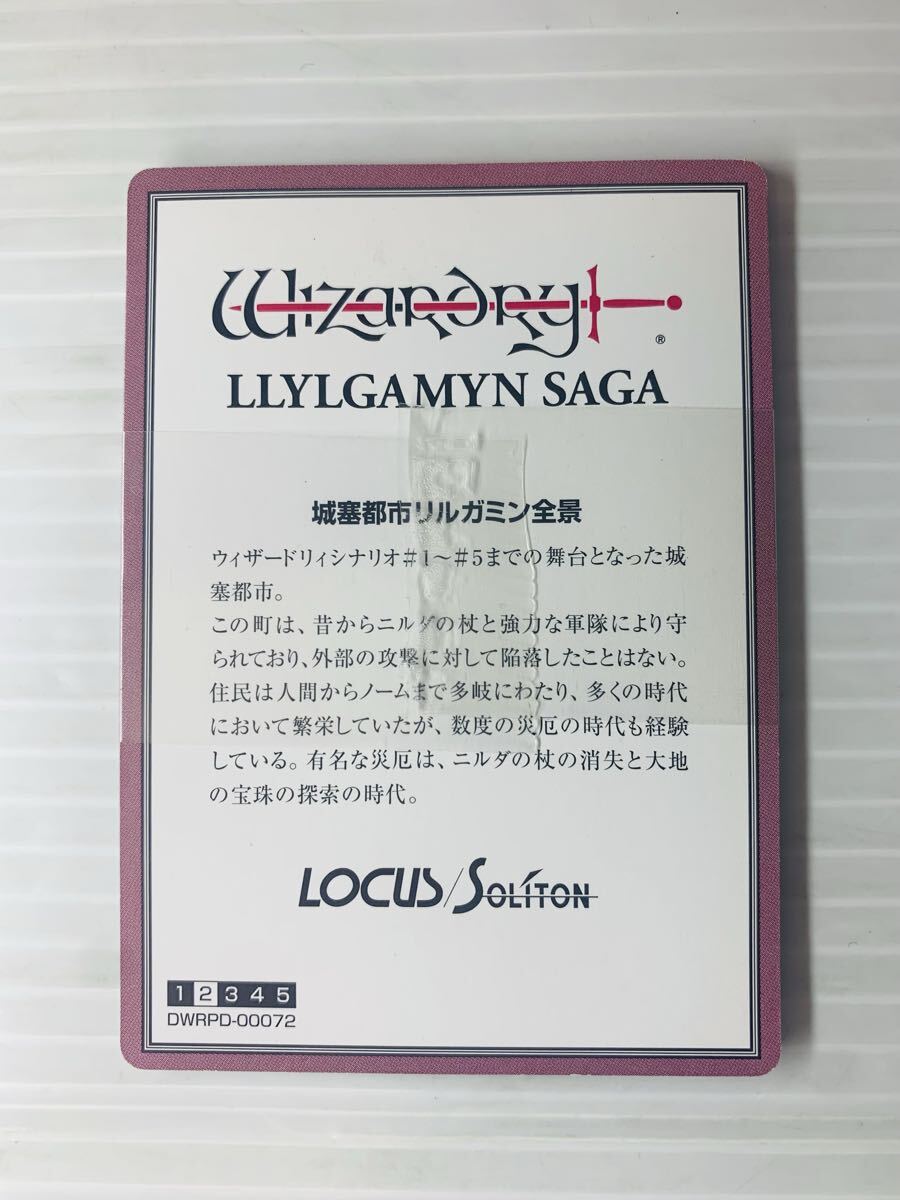 Wizardry
®
LLYLGAMYN SAGA
城塞都市リルガミン全景
ウィザードリィシナリオ#1~#5までの舞台となった城
塞都市。
この町は、昔からニルダの杖と強力な軍隊により守
られており、外部の攻撃に対して陥落したことはない。
住民は人間からノームまで多岐にわたり、多くの時代
において繁栄していたが、数度の災厄の時代も経験
している。有名な災厄は、ニルダの杖の消失と大地
の宝珠の探索の時代。
LOCUS/SOLITON
1 2 3 4 5
DWRPD-00072